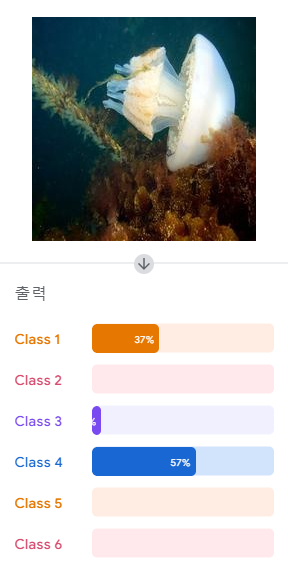 출력
Class 1
37%
Class 2
Class 3
%
Class 4
57%
Class 5
Class 6